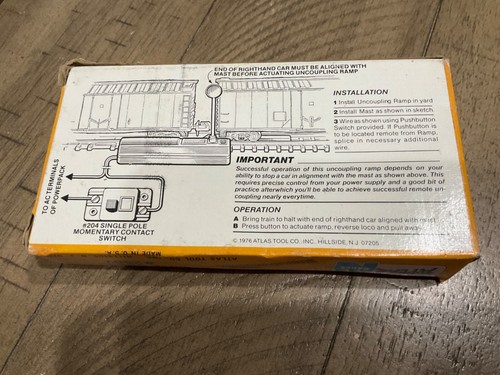 END OF RIGHTHAND CAR MUST BE ALIGNED WITH
MAST BEFORE ACTUATING UNCOUPLING RAMP
INSTALLATION
1 Install Uncoupling Ramp in yard
2 Install Mast as shown in sketch.
3 Wire as shown using Pushbutton
Switch provided. If Pushbutton is
to be located remote from Ramp,
splice in necessary additional
wire.
IMPORTANT
Successful operation of this uncoupling ramp depends on your
ability to stop a car in alignment with the mast as shown above. This
requires precise control from your power supply and a good bit of
practice afterwhich you'll be able to achieve successful remote un-
coupling nearly everytime.
TO AC TERMINALS
OF POWERPACK
#204 SINGLE POLE
MOMENTARY CONTACT
SWITCH
OPERATION
A Bring train to halt with end of righthand car aligned with mast.
B Press button to actuate ramp, reverse loco and pull away.
© 1976 ATLAS TOOL CO., INC. HILLSIDE, N.J. 07205
MADE IN U.S.A.